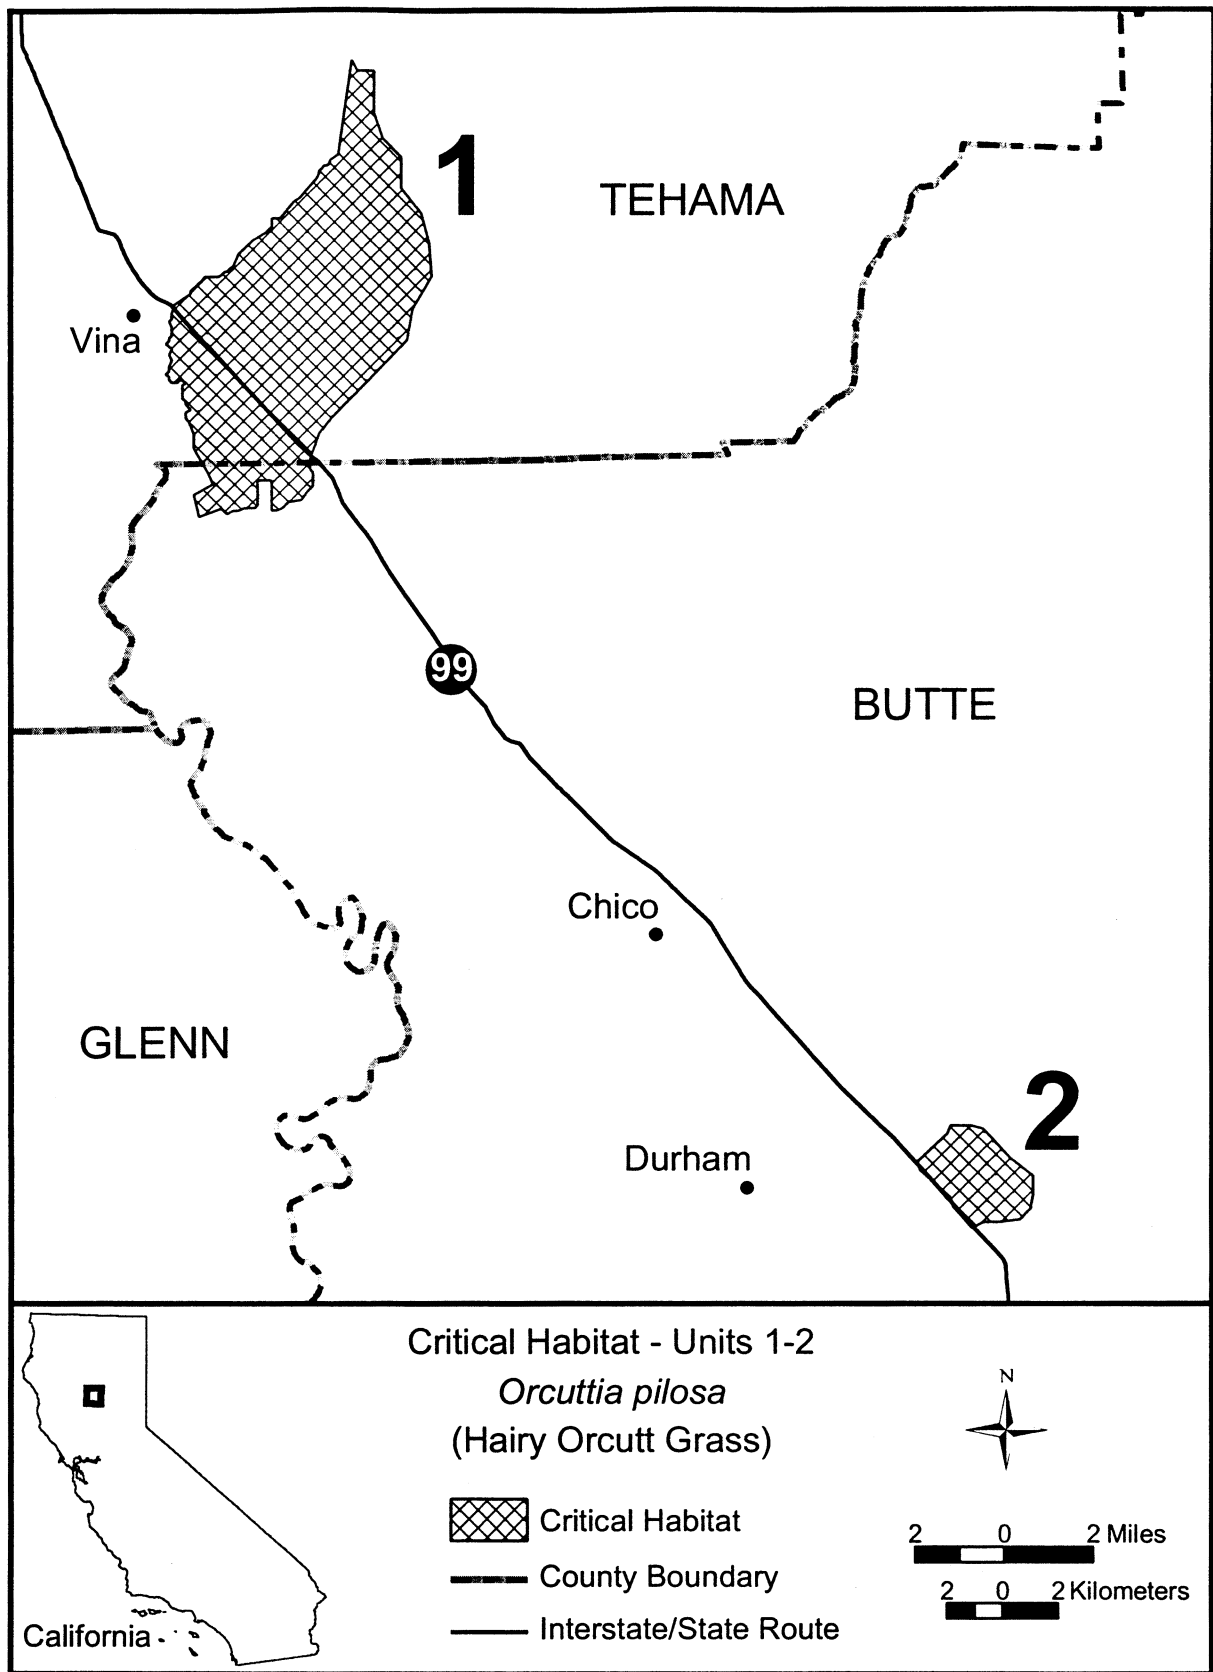 1
TEHAMA
Vina
99
BUTTE
Chico
GLENN
2
Durham
Critical Habitat - Units 1-2
Orcuttia pilosa
(Hairy Orcutt Grass)
N
Critical Habitat
2 0 2 Miles
County Boundary
2 0 2 Kilometers
Interstate/State Route
California